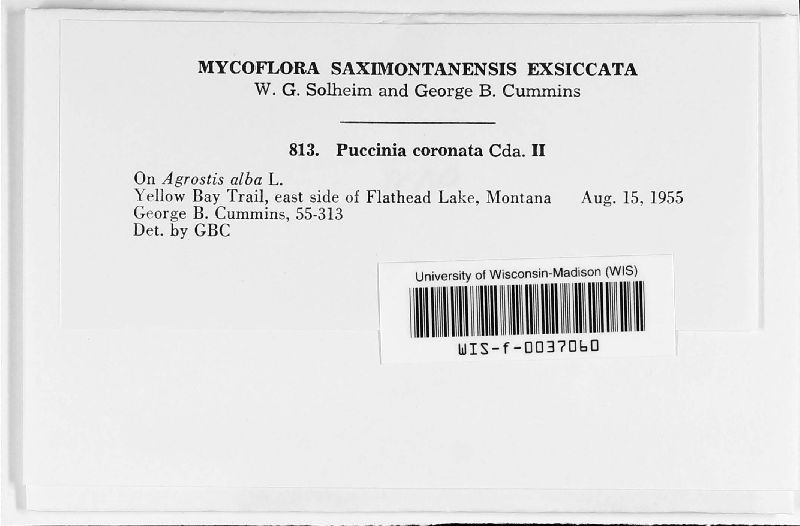 MYCOFLORA SAXIMONTANENSIS EXSICCATA
W. G. Solheim and George B. Cummins
813. Puccinia coronata Cda. II
On Agrostis alba L.
Yellow Bay Trail, east side of Flathead Lake, Montana Aug. 15, 1955
George B. Cummins, 55-313
Det. by GBC
University of Wisconsin-Madison (WIS)
WIS-f-0037060